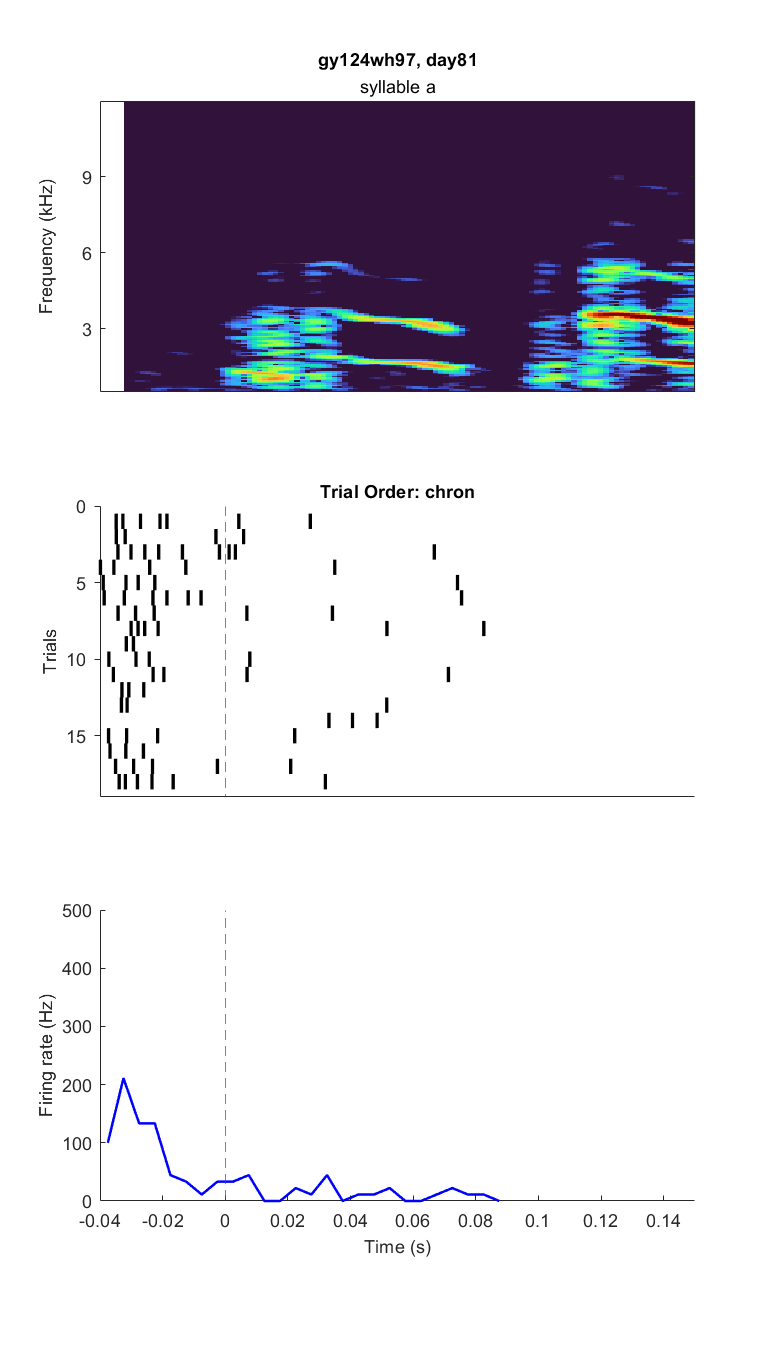 gy124wh97, day81
syllable a
Frequency (kHz)
9
6
3
Trial Order: chron
Trials
0
5
10
15
Firing rate (Hz)
500
400
300
200
100
0
-0.04 -0.02 0 0.02 0.04 0.06 0.08 0.1 0.12 0.14
Time (s)